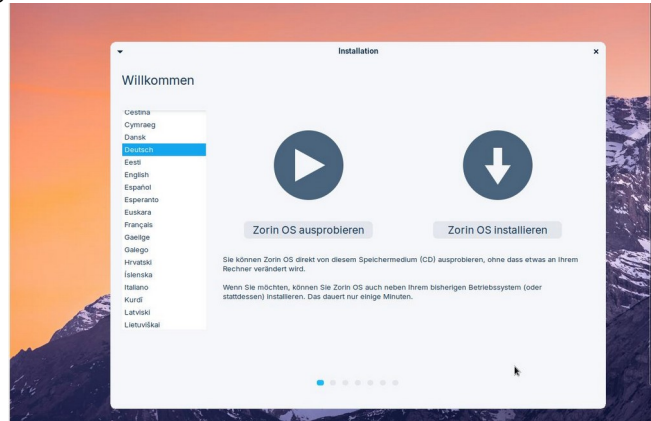 Installation
Willkommen
Čeština
Cymraeg
Dansk
Deutsch
Eesti
English
Español
Esperanto
Euskara
Français
Gaeilge
Galego
Hrvatski
Íslenska
Italiano
Kurdî
Latviski
Lietuviškai
Zorin OS ausprobieren
Zorin OS installieren
Sie können Zorin OS direkt von diesem Speichermedium (CD) ausprobieren, ohne dass etwas an Ihrem
Rechner verändert wird.
Wenn Sie möchten, können Sie Zorin OS auch neben Ihrem bisherigen Betriebssystem (oder
stattdessen) installieren. Das dauert nur einige Minuten.